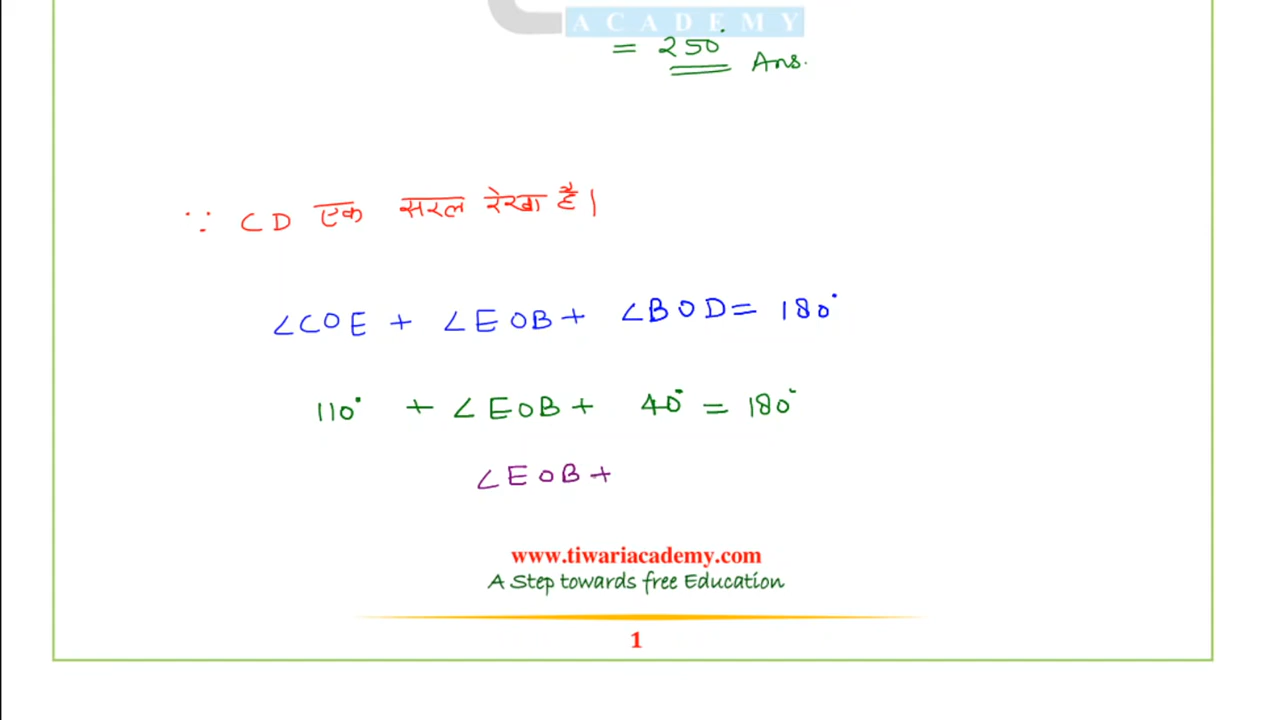 ACADEMY
= 250° Ans.
∵ CD एक सरल रेखा है।
∠COE + ∠EOB + ∠BOD = 180°
110° + ∠EOB + 40° = 180°
∠EOB +
www.tiwariacademy.com
A Step towards free Education
1